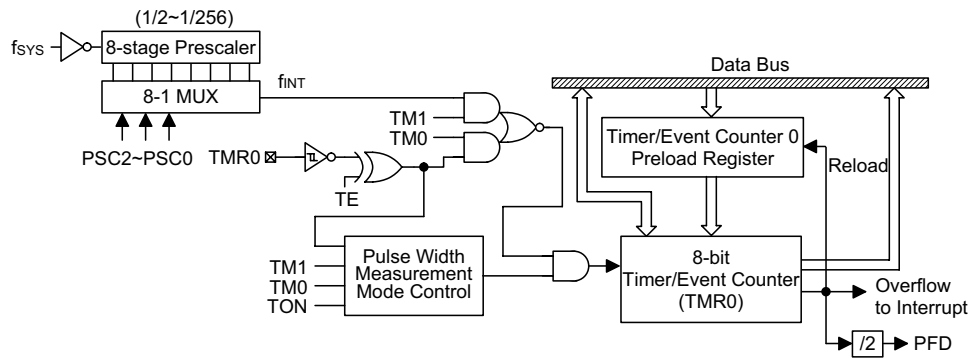 (1/2~1/256)
fSYS
8-stage Prescaler
8-1 MUX
fINT
PSC2~PSC0
TM1
TM0
TMR0
TE
TM1
TM0
TON
Pulse Width
Measurement
Mode Control
Data Bus
Timer/Event Counter 0
Preload Register
Reload
8-bit
Timer/Event Counter
(TMR0)
Overflow
to Interrupt
/2
PFD